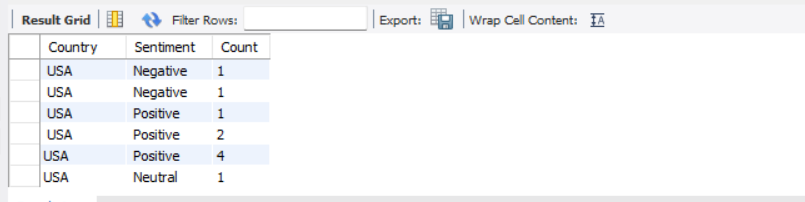 Result Grid Filter Rows: Export: Wrap Cell Content: IA
Country Sentiment Count
USA Negative 1
USA Negative 1
USA Positive 1
USA Positive 2
USA Positive 4
USA Neutral 1